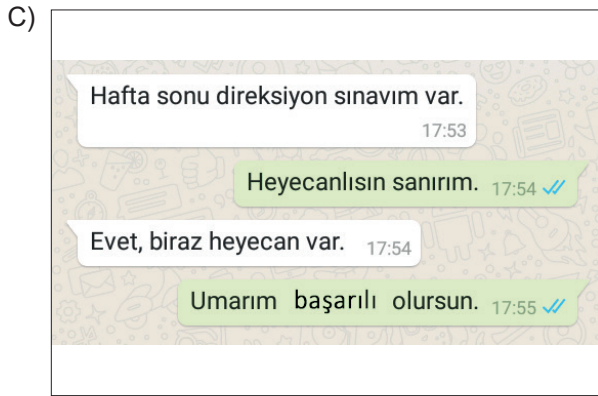 C)
Hafta sonu direksiyon sınavım var.
17:53
Heyecanlısın sanırım. 17:54
Evet, biraz heyecan var. 17:54
Umarım başarılı olursun. 17:55